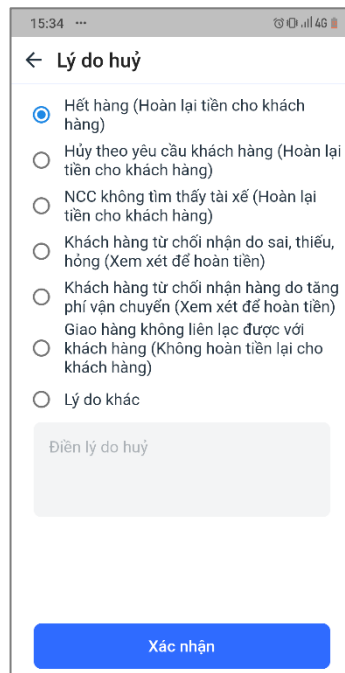 15:34 ...
4G
Lý do huỷ
Hết hàng (Hoàn lại tiền cho khách
hàng)
Hủy theo yêu cầu khách hàng (Hoàn lại
tiền cho khách hàng)
NCC không tìm thấy tài xế (Hoàn lại
tiền cho khách hàng)
Khách hàng từ chối nhận do sai, thiếu,
hỏng (Xem xét để hoàn tiền)
Khách hàng từ chối nhận hàng do tăng
phí vận chuyển (Xem xét để hoàn tiền)
Giao hàng không liên lạc được với
khách hàng (Không hoàn tiền lại cho
khách hàng)
Lý do khác
Điền lý do huỷ
Xác nhận